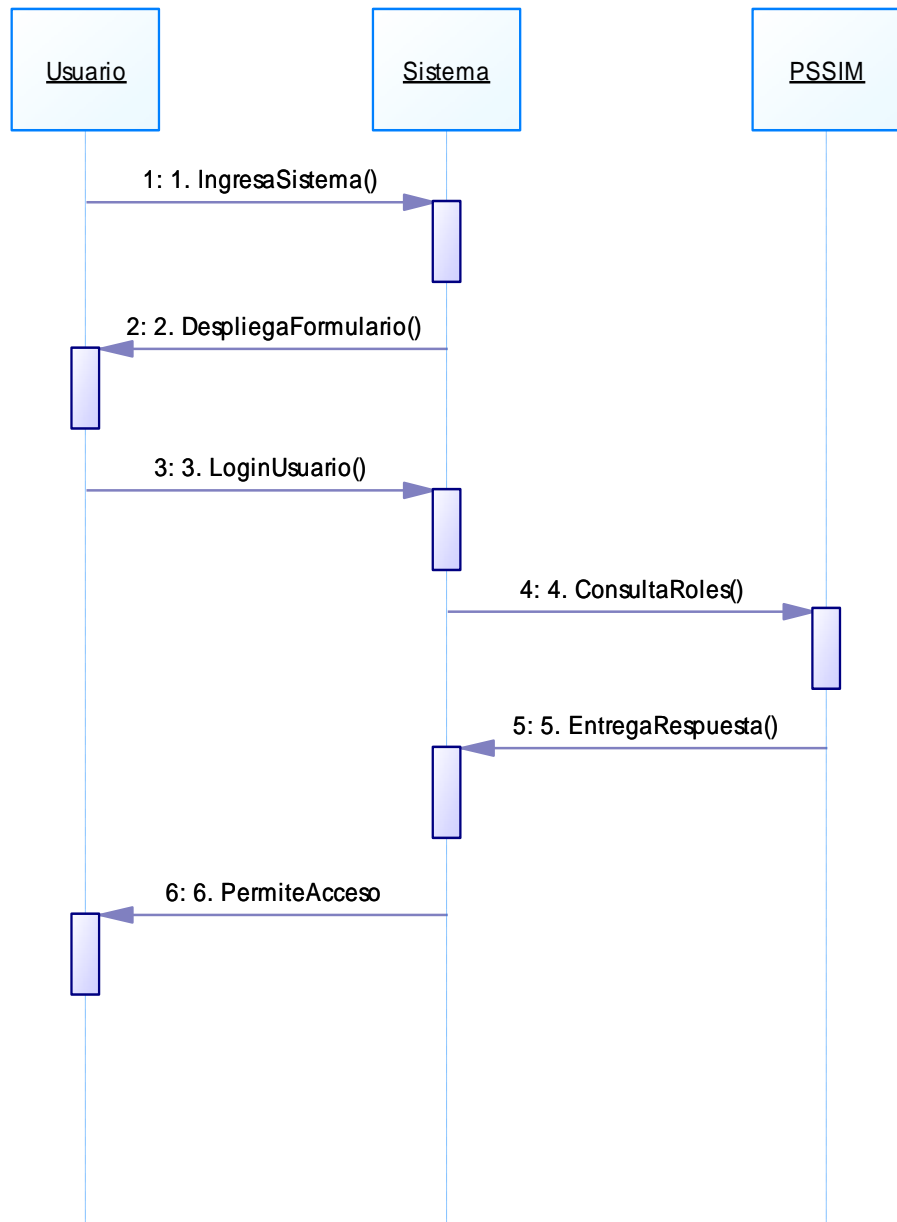 Usuario
Sistema
PSSIM
1: 1. IngresaSistema()
2: 2. DespliegaFormulario()
3: 3. LoginUsuario()
4: 4. ConsultaRoles()
5: 5. EntregaRespuesta()
6: 6. PermiteAcceso